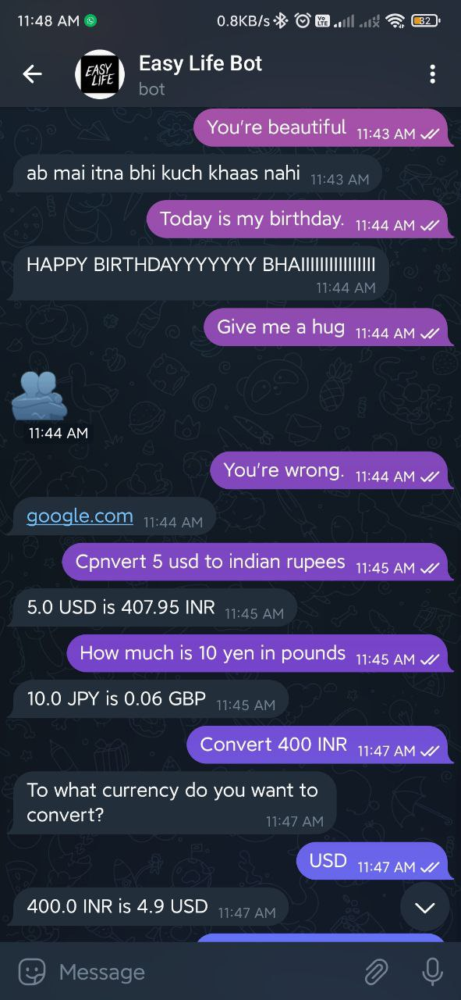 11:48 AM
0.8KB/s
Vo
LTE
32
EASY
LIFE
Easy Life Bot
bot
You're beautiful 11:43 AM
ab mai itna bhi kuch khaas nahi 11:43 AM
Today is my birthday. 11:44 AM
HAPPY BIRTHDAYYYYYYY BHAIIIIIIIIIIIIIIIII
11:44 AM
Give me a hug 11:44 AM
11:44 AM
You're wrong. 11:44 AM
google.com 11:44 AM
Cpnvert 5 usd to indian rupees 11:45 AM
5.0 USD is 407.95 INR 11:45 AM
How much is 10 yen in pounds 11:45 AM
10.0 JPY is 0.06 GBP 11:45 AM
Convert 400 INR 11:47 AM
To what currency do you want to
convert? 11:47 AM
USD 11:47 AM
400.0 INR is 4.9 USD 11:47 AM
Message